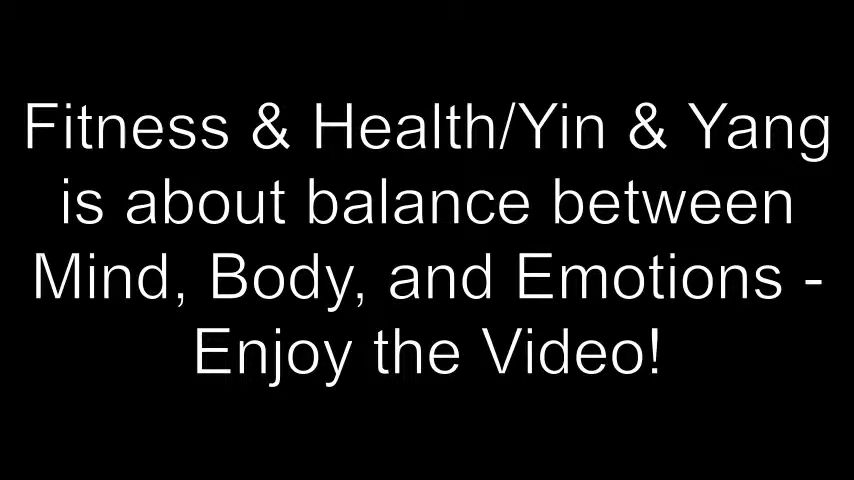 Fitness & Health/Yin & Yang
is about balance between
Mind, Body, and Emotions -
Enjoy the Video!